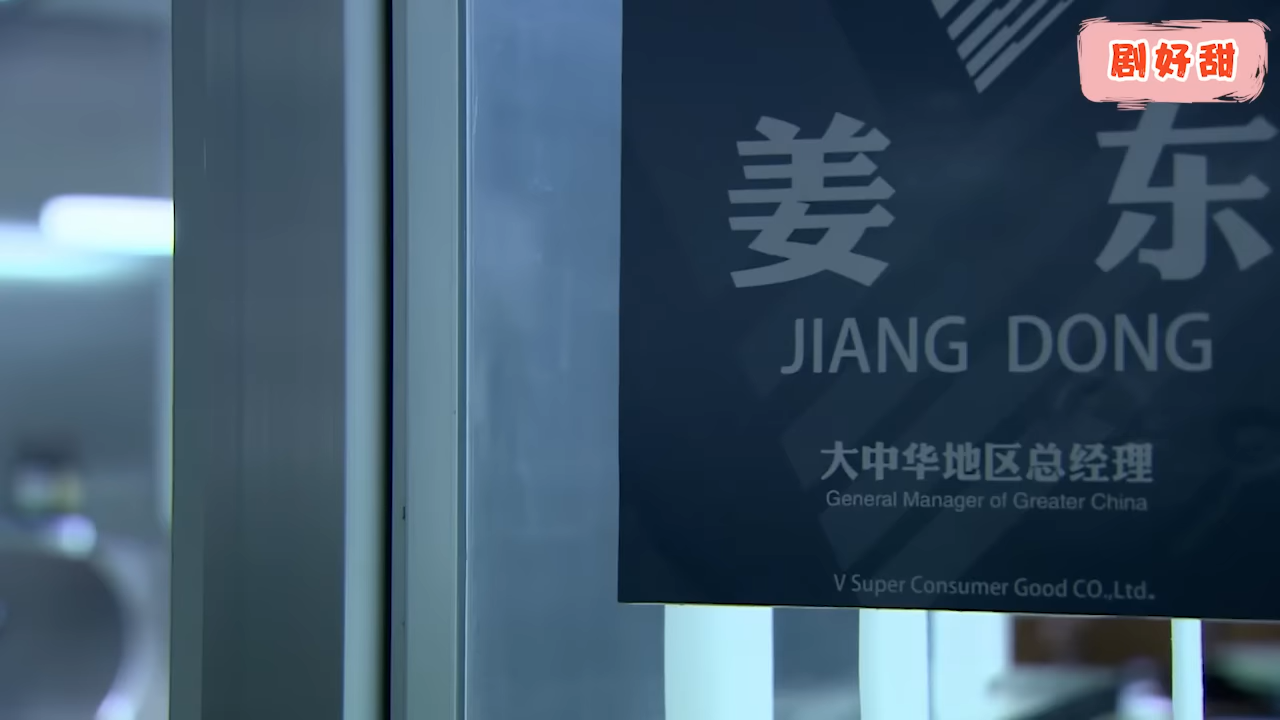 剧好甜
姜 东
JIANG DONG
大中华地区总经理
General Manager of Greater China
V Super Consumer Good CO.,Ltd.